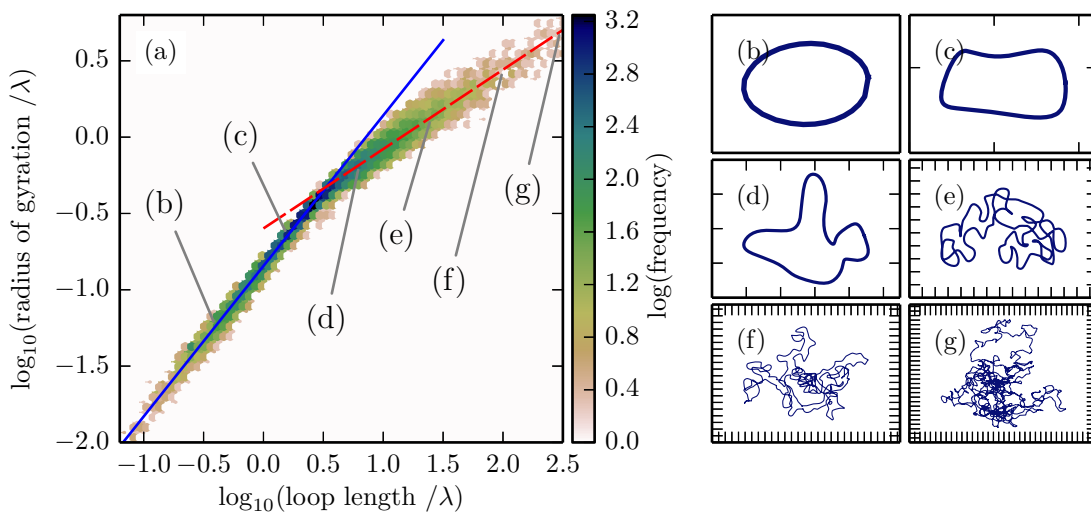 (a)
(b)
(c)
(d)
(e)
(f)
(g)
0.5
0.0
−0.5
−1.0
−1.5
−2.0
log₁₀(radius of gyration /λ)
−1.0 −0.5 0.0 0.5 1.0 1.5 2.0 2.5
log₁₀(loop length /λ)
3.2
2.8
2.4
2.0
1.6
1.2
0.8
0.4
0.0
log(frequency)
(b)
(c)
(d)
(e)
(f)
(g)